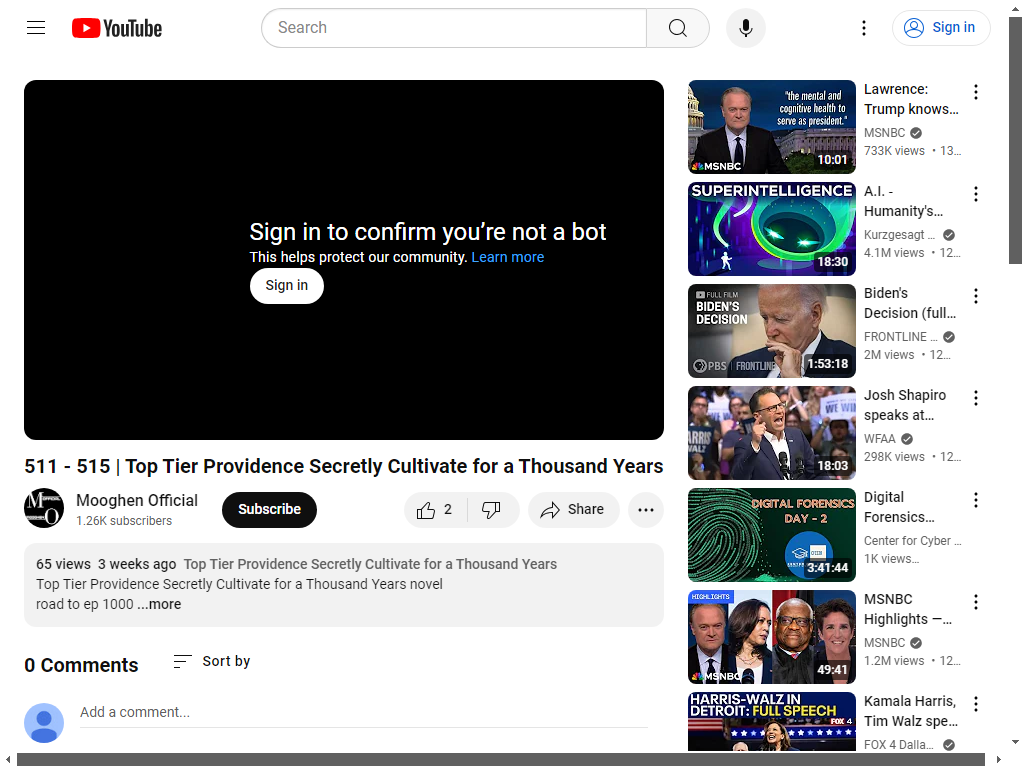 YouTube
Search
Sign in
Sign in to confirm you're not a bot
This helps protect our community. Learn more
Sign in
511 - 515 | Top Tier Providence Secretly Cultivate for a Thousand Years
Mooghen Official
1.26K subscribers
Subscribe
2
Share
65 views 3 weeks ago Top Tier Providence Secretly Cultivate for a Thousand Years
Top Tier Providence Secretly Cultivate for a Thousand Years novel
road to ep 1000 ...more
0 Comments
Sort by
Add a comment...
"the mental and
cognitive health to
serve as president."
MSNBC
10:01
Lawrence:
Trump knows...
MSNBC
733K views • 13...
SUPERINTELLIGENCE
18:30
A.I. -
Humanity's...
Kurzgesagt ...
4.1M views • 12...
FULL FILM
BIDEN'S
DECISION
PBS | FRONTLINE
1:53:18
Biden's
Decision (full...
FRONTLINE ...
2M views • 12...
18:03
Josh Shapiro
speaks at...
WFAA
298K views • 12...
DIGITAL FORENSICS
DAY - 2
3:41:44
Digital
Forensics...
Center for Cyber ...
1K views...
HIGHLIGHTS
MSNBC
49:41
MSNBC
Highlights —...
MSNBC
1.2M views • 12...
HARRIS-WALZ IN
DETROIT: FULL SPEECH
FOX 4
Kamala Harris,
Tim Walz spe...
FOX 4 Dalla...